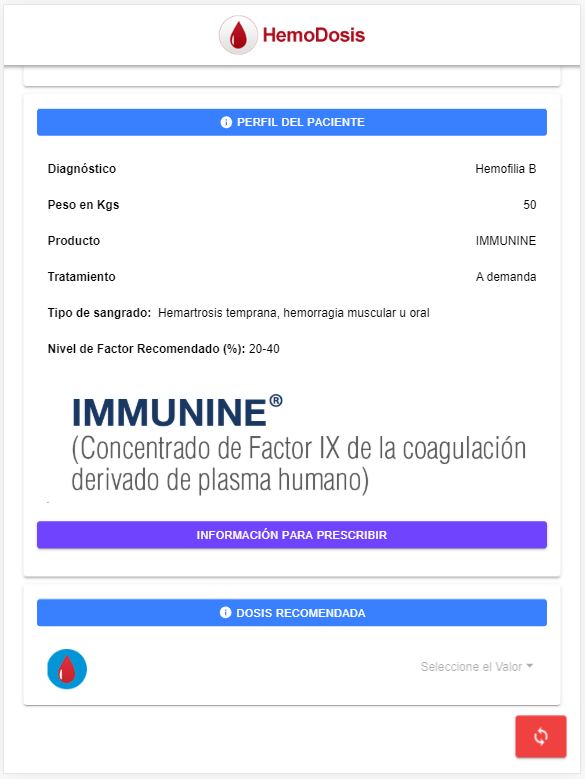 HemoDosis
PERFIL DEL PACIENTE
Diagnóstico Hemofilia B
Peso en Kgs 50
Producto IMMUNINE
Tratamiento A demanda
Tipo de sangrado: Hemartrosis temprana, hemorragia muscular u oral
Nivel de Factor Recomendado (%): 20-40
IMMUNINE®
(Concentrado de Factor IX de la coagulación
derivado de plasma humano)
INFORMACIÓN PARA PRESCRIBIR
DOSIS RECOMENDADA
Seleccione el Valor